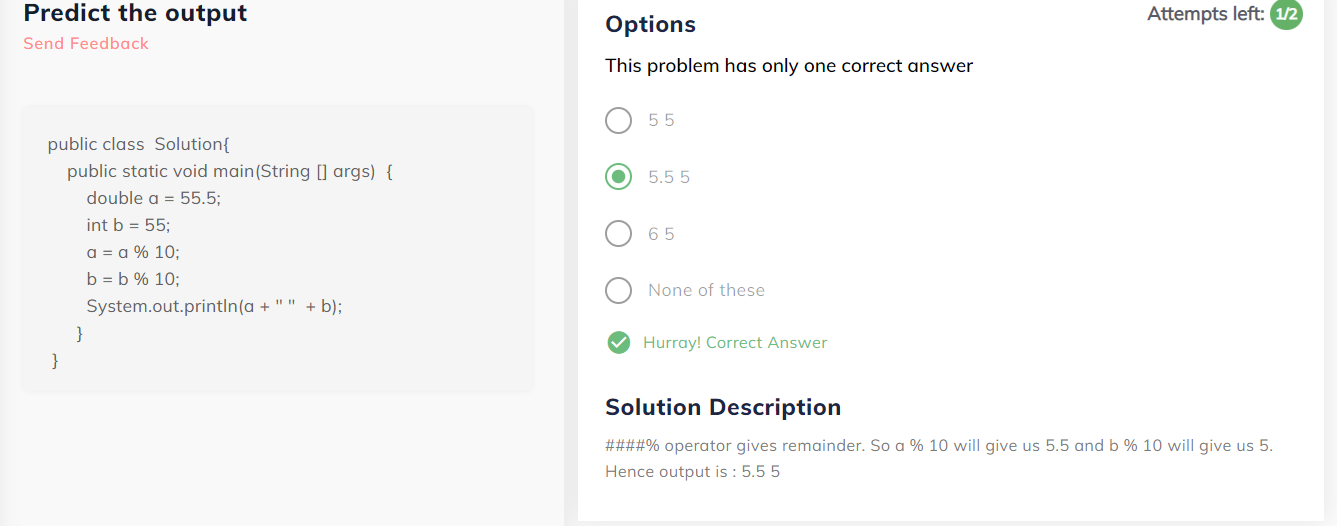 Predict the output
Send Feedback
public class  Solution{
public static void main(String [] args)  {
double a = 55.5;
int b = 55;
a = a % 10;
b = b % 10;
System.out.println(a + " "  + b);
}
}
Attempts left: 1/2
Options
This problem has only one correct answer
5 5
5.5 5
6 5
None of these
Hurray! Correct Answer
Solution Description
####% operator gives remainder. So a % 10 will give us 5.5 and b % 10 will give us 5.
Hence output is : 5.5 5